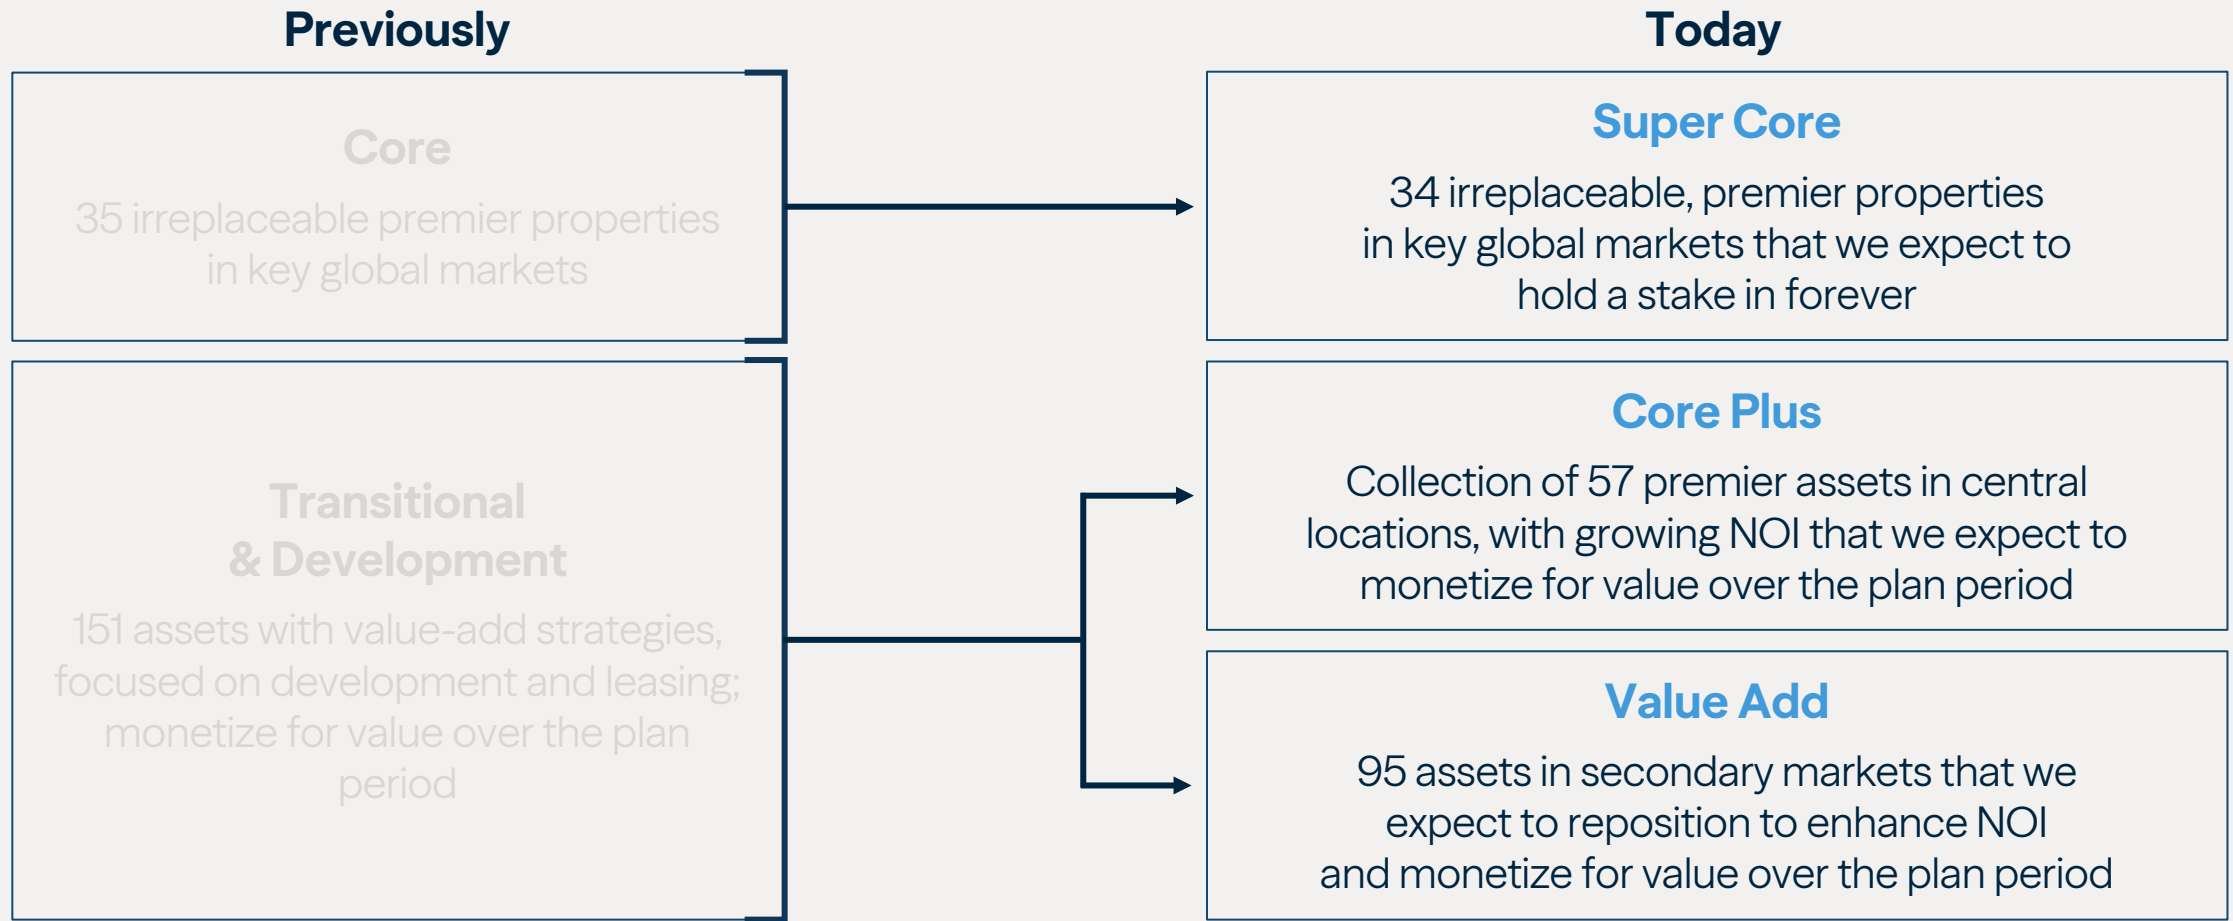 Previously
Today
Core
35 irreplaceable premier properties
in key global markets
Super Core
34 irreplaceable, premier properties
in key global markets that we expect to
hold a stake in forever
Transitional
& Development
151 assets with value-add strategies,
focused on development and leasing;
monetize for value over the plan
period
Core Plus
Collection of 57 premier assets in central
locations, with growing NOI that we expect to
monetize for value over the plan period
Value Add
95 assets in secondary markets that we
expect to reposition to enhance NOI
and monetize for value over the plan period